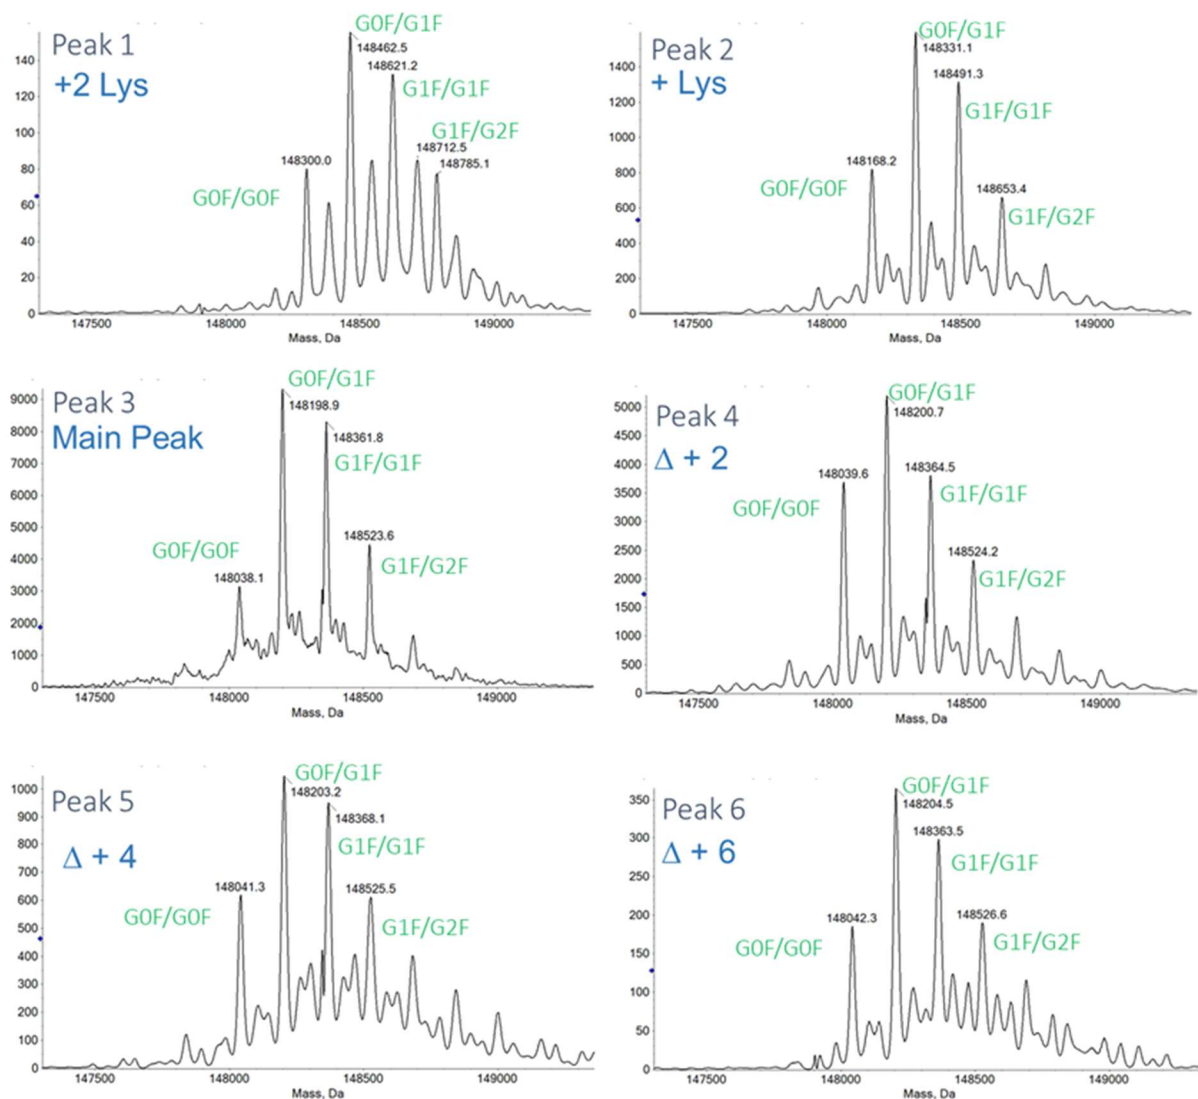 Peak 1
+2 Lys
G0F/G1F
148462.5
148621.2
G1F/G1F
G1F/G2F
148712.5
148785.1
148300.0
G0F/G0F
140
120
100
80
60
40
20
0
147500
148000
148500
149000
Mass, Da
Peak 2
+ Lys
G0F/G1F
148331.1
148491.3
G1F/G1F
148168.2
G0F/G0F
148653.4
G1F/G2F
1400
1200
1000
800
600
400
200
0
147500
148000
148500
149000
Mass, Da
Peak 3
Main Peak
G0F/G1F
148198.9
148361.8
G1F/G1F
148523.6
G0F/G0F
148038.1
G1F/G2F
9000
8000
7000
6000
5000
4000
3000
2000
1000
0
147500
148000
148500
149000
Mass, Da
Peak 4
Δ + 2
G0F/G1F
148200.7
148039.6
148364.5
G1F/G1F
G0F/G0F
148524.2
G1F/G2F
5000
4500
4000
3500
3000
2500
2000
1500
1000
500
0
147500
148000
148500
149000
Mass, Da
Peak 5
Δ + 4
G0F/G1F
148203.2
148368.1
G1F/G1F
148041.3
148525.5
G0F/G0F
G1F/G2F
1000
900
800
700
600
500
400
300
200
100
0
147500
148000
148500
149000
Mass, Da
Peak 6
Δ + 6
G0F/G1F
148204.5
148363.5
G1F/G1F
148042.3
148526.6
G0F/G0F
G1F/G2F
350
300
250
200
150
100
50
0
147500
148000
148500
149000
Mass, Da